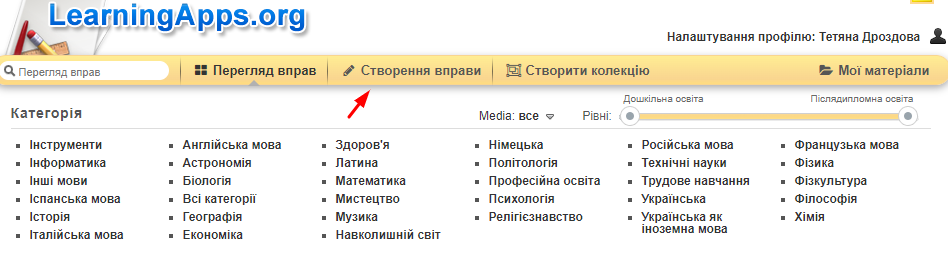 LearningApps.org
Налаштування профілю: Тетяна Дроздова
Перегляд вправ
Перегляд вправ
Створення вправи
Створити колекцію
Мої матеріали
Категорія
Media: все
Рівні:
Дошкільна освіта
Післядипломна освіта
Інструменти
Інформатика
Інші мови
Іспанська мова
Історія
Італійська мова
Англійська мова
Астрономія
Біологія
Всі категорії
Географія
Економіка
Здоров'я
Латина
Математика
Мистецтво
Музика
Навколишній світ
Німецька
Політологія
Професійна освіта
Психологія
Релігієзнавство
Російська мова
Технічні науки
Трудове навчання
Українська
Українська як
іноземна мова
Французька мова
Фізика
Фізкультура
Філософія
Хімія